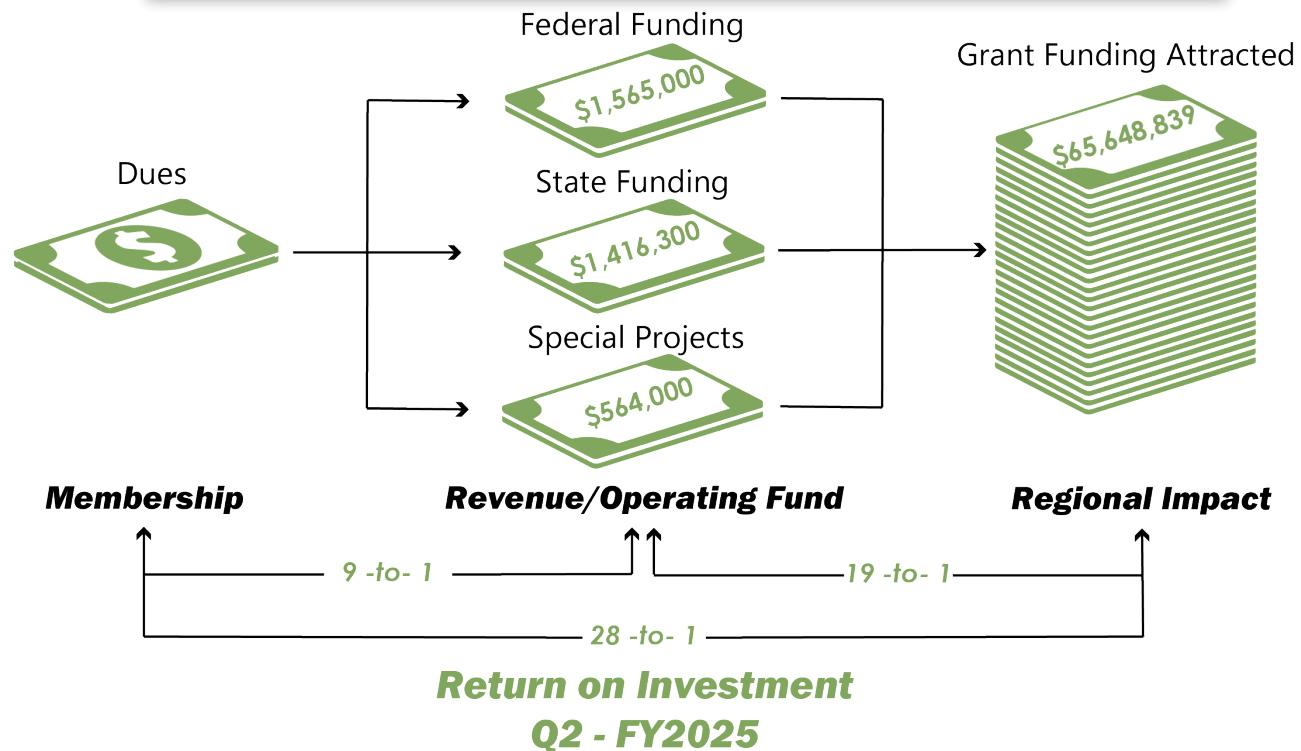 Federal Funding
$1,565,000
Grant Funding Attracted
$65,648,839
Dues
$
State Funding
$1,416,300
Special Projects
$564,000
Membership
Revenue/Operating Fund
Regional Impact
9 -to- 1
19 -to- 1
28 -to- 1
Return on Investment
Q2 - FY2025